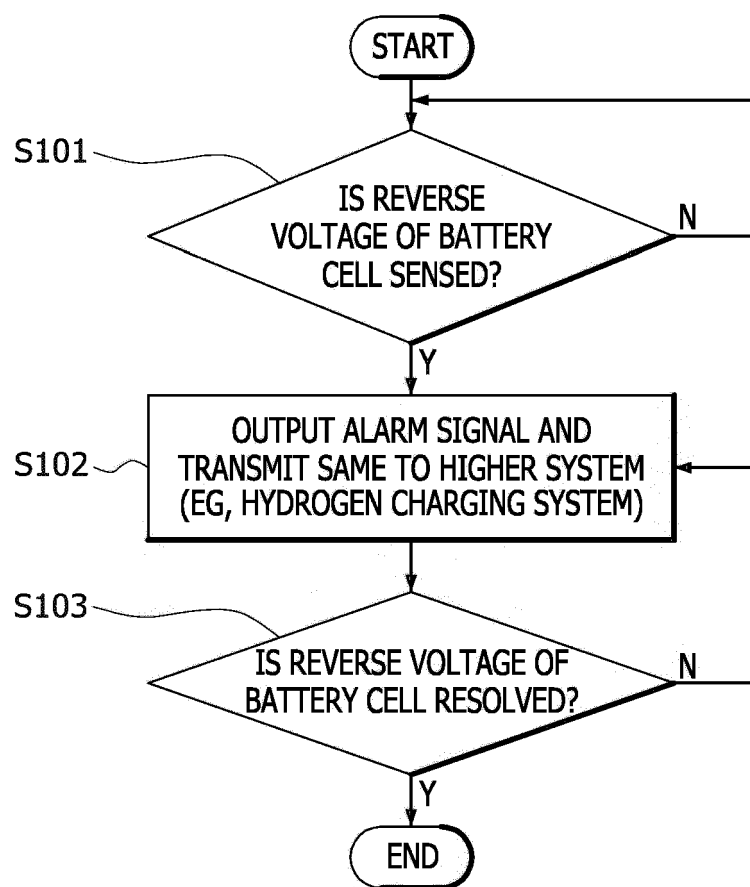 START
S101
IS REVERSE
VOLTAGE OF BATTERY
CELL SENSED?
N
Y
S102
OUTPUT ALARM SIGNAL AND
TRANSMIT SAME TO HIGHER SYSTEM
(EG, HYDROGEN CHARGING SYSTEM)
S103
IS REVERSE VOLTAGE OF
BATTERY CELL RESOLVED?
N
Y
END